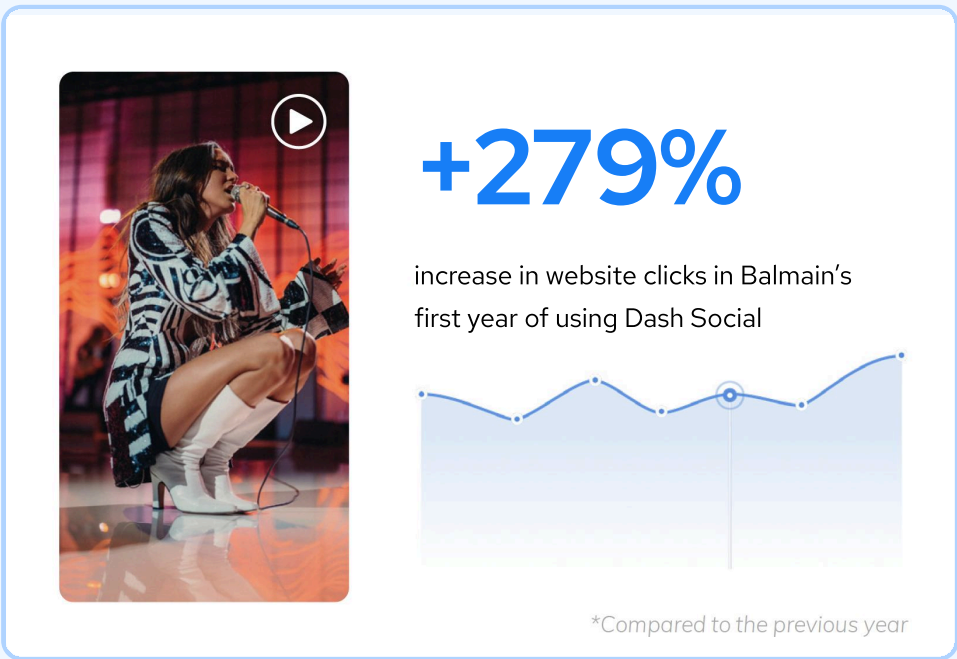 +279%
increase in website clicks in Balmain’s
first year of using Dash Social
*Compared to the previous year